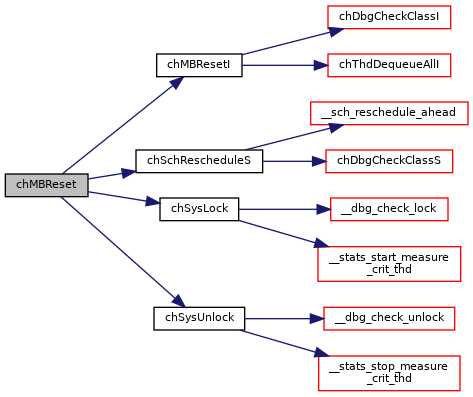 chMBReset
chMBResetI
chDbgCheckClassI
chThdDequeueAllI
chSchRescheduleS
__sch_reschedule_ahead
chDbgCheckClassS
chSysLock
__dbg_check_lock
__stats_start_measure
_crit_thd
chSysUnlock
__dbg_check_unlock
__stats_stop_measure
_crit_thd